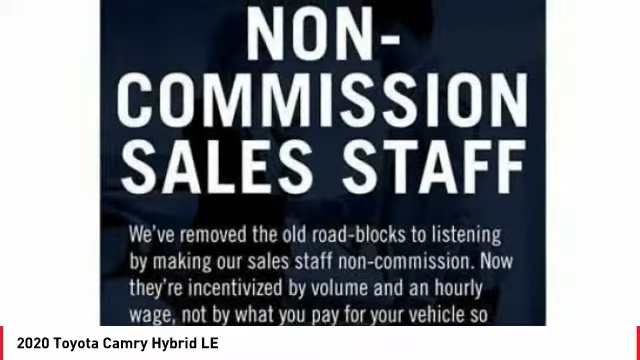 NON-
COMMISSION
SALES STAFF
We've removed the old road-blocks to listening
by making our sales staff non-commission. Now
they're incentivized by volume and an hourly
wage, not by what you pay for your vehicle so
2020 Toyota Camry Hybrid LE